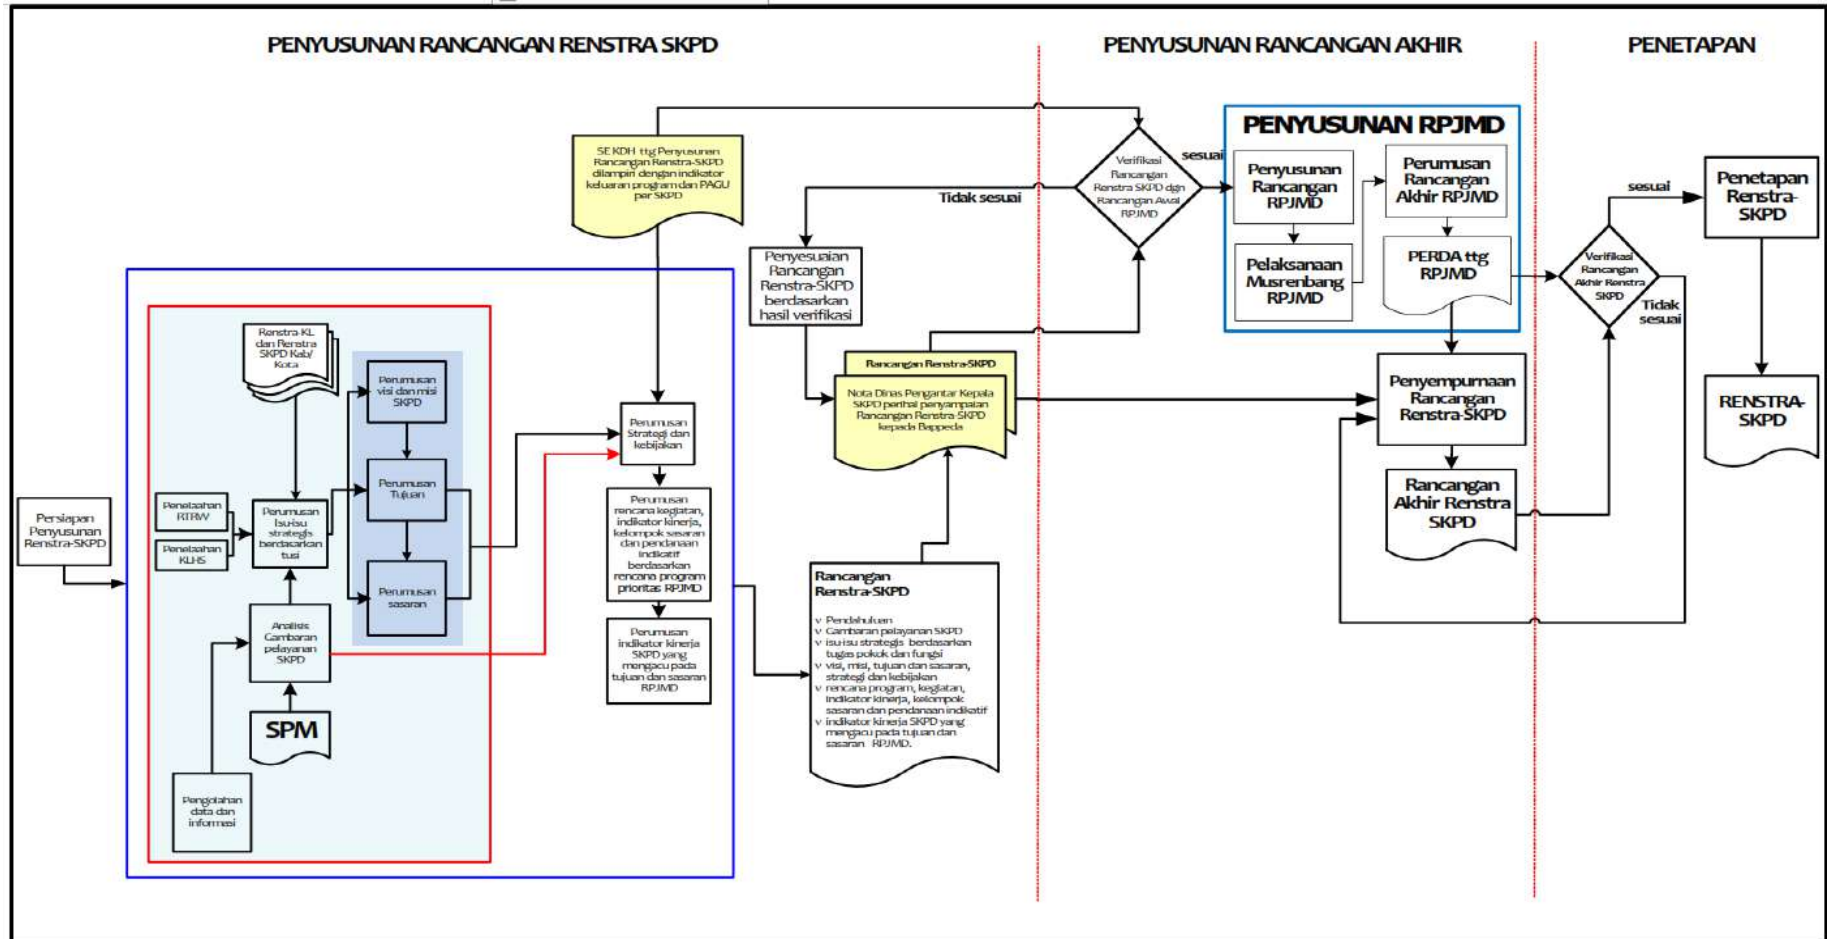 PENYUSUNAN RANCANGAN RENSTRA SKPD
PENYUSUNAN RANCANGAN AKHIR
PENETAPAN
SE KDH ttg Penyusunan
Rancangan Renstra-SKPD
dilampiri dengan indikator
keluaran program dan PAGU
per SKPD
Persiapan
Penyusunan
Renstra-SKPD
Renstra-KL
dan Renstra
SKPD Kab/
Kota
Penelaahan
RTRW
Penelaahan
KLHS
Perumusan
Isu-isu
strategis
berdasarkan
tusi
Analisis
Gambaran
pelayanan
SKPD
SPM
Pengolahan
data dan
informasi
Perumusan
visi dan misi
SKPD
Perumusan
Tujuan
Perumusan
sasaran
Perumusan
Strategi dan
kebijakan
Perumusan
rencana kegiatan,
indikator kinerja,
kelompok sasaran
dan pendanaan
indikatif
berdasarkan
rencana program
prioritas RPJMD
Perumusan
indikator kinerja
SKPD yang
mengacu pada
tujuan dan sasaran
RPJMD
Penyesuaian
Rancangan
Renstra-SKPD
berdasarkan
hasil verifikasi
Rancangan Renstra-SKPD
Nota Dinas Pengantar Kepala
SKPD perihal penyampaian
Rancangan Renstra-SKPD
kepada Bappeda
Rancangan
Renstra-SKPD
v Pendahuluan
v Gambaran pelayanan SKPD
v isu-isu strategis berdasarkan
tugas pokok dan fungsi
v visi, misi, tujuan dan sasaran,
strategi dan kebijakan
v rencana program, kegiatan,
indikator kinerja, kelompok
sasaran dan pendanaan indikatif
v indikator kinerja SKPD yang
mengacu pada tujuan dan
sasaran RPJMD.
Tidak sesuai
Verifikasi
Rancangan
Renstra SKPD dgn
Rancangan Awal
RPJMD
sesuai
PENYUSUNAN RPJMD
Penyusunan
Rancangan
RPJMD
Pelaksanaan
Musrenbang
RPJMD
Perumusan
Rancangan
Akhir RPJMD
PERDA ttg
RPJMD
Penyempurnaan
Rancangan
Renstra-SKPD
Rancangan
Akhir Renstra
SKPD
Verifikasi
Rancangan
Akhir Renstra
SKPD
sesuai
Tidak
sesuai
Penetapan
Renstra-
SKPD
RENSTRA-
SKPD